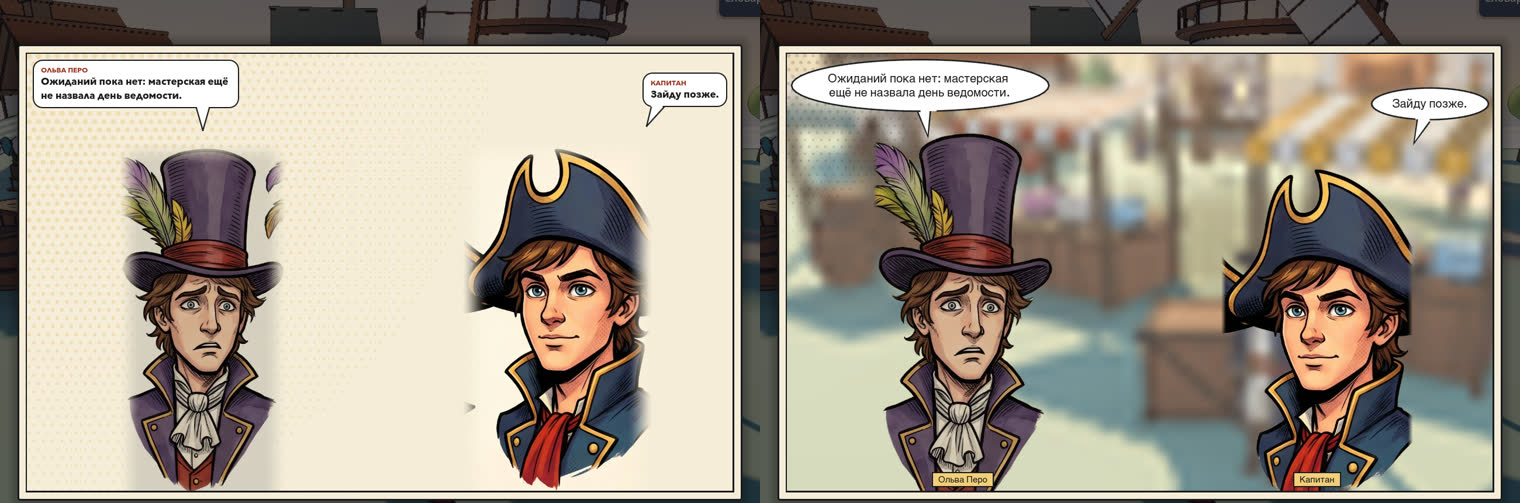 ОЛЬВА ПЕРО
Ожиданий пока нет: мастерская ещё
не назвала день ведомости.
КАПИТАН
Зайду позже.
Ожиданий пока нет: мастерская
ещё не назвала день ведомости.
Зайду позже.
Ольва Перо
Капитан